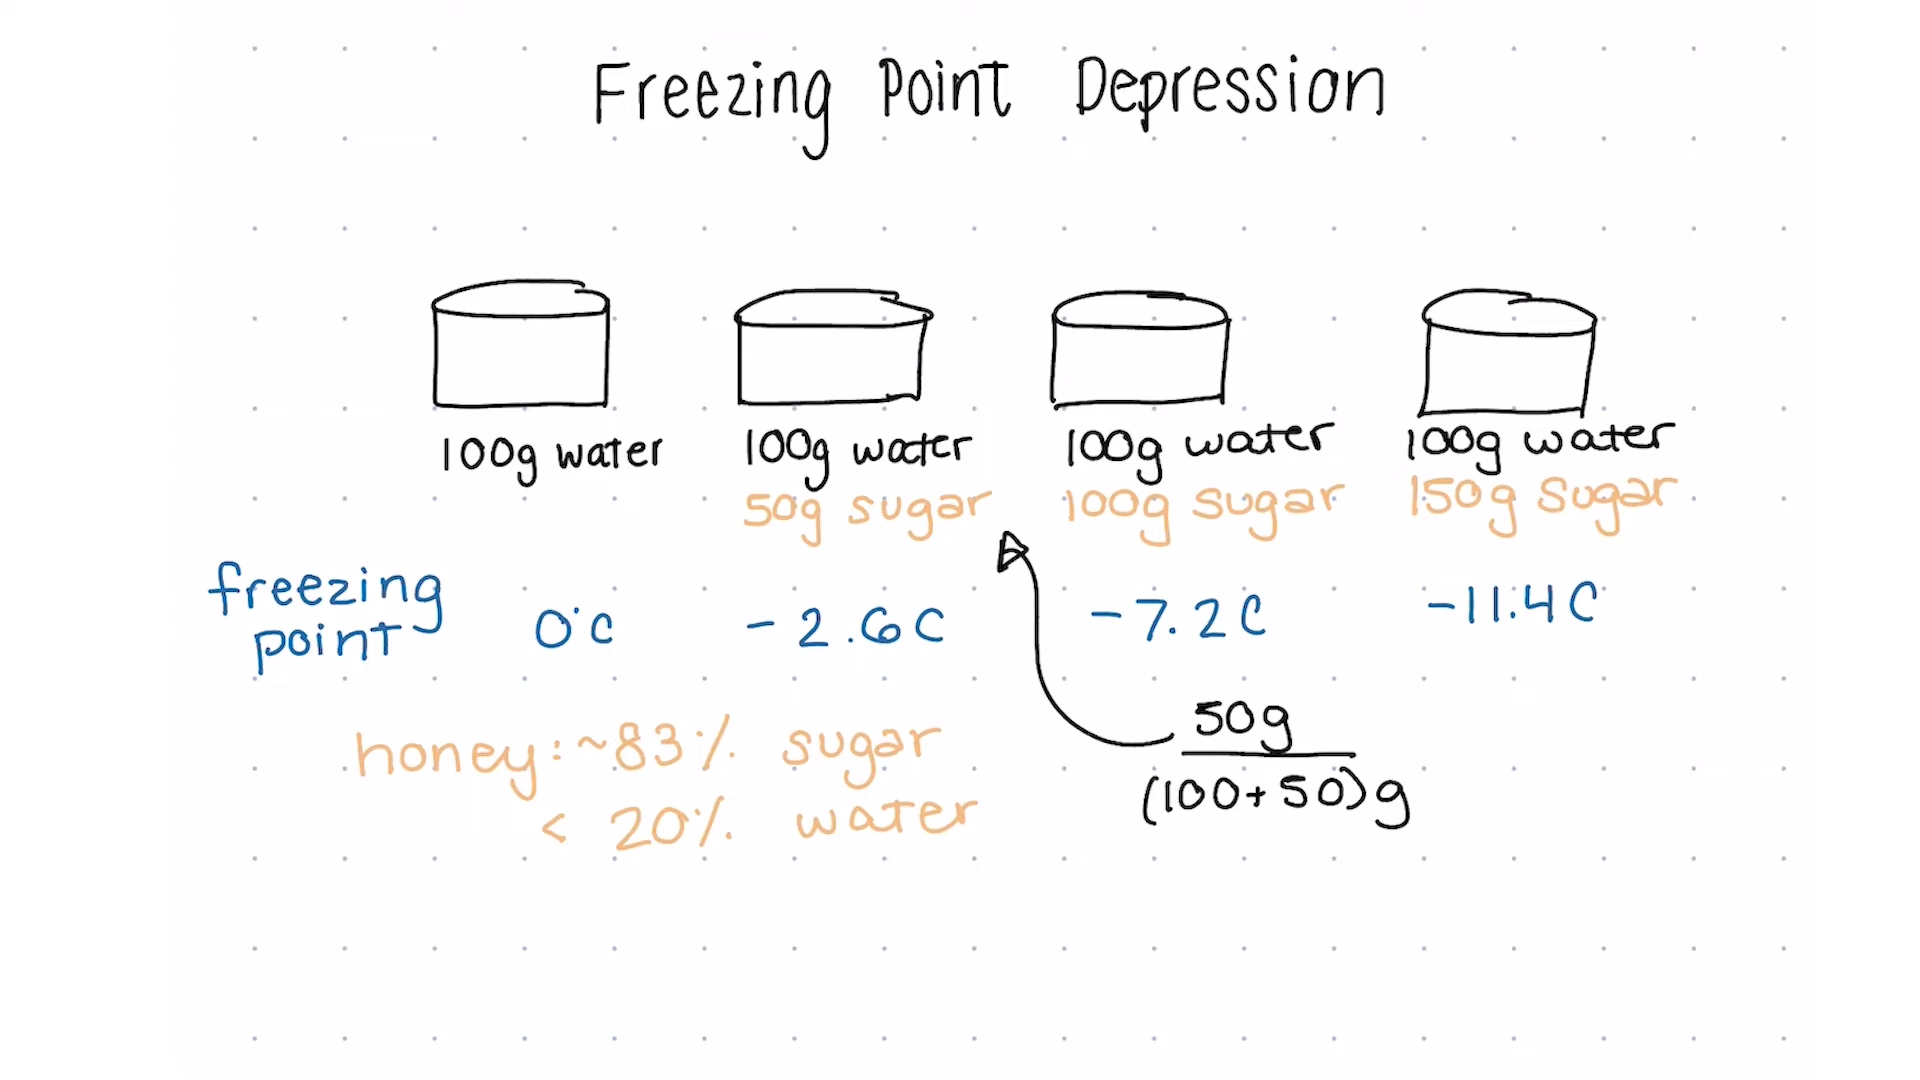 Freezing Point Depression
100g water 100g water 100g water 100g water
50g sugar 100g sugar 150g sugar
freezing
point 0°C -2.6C -7.2C -11.4C
honey: ~83% sugar
< 20% water
50g
(100+50)g